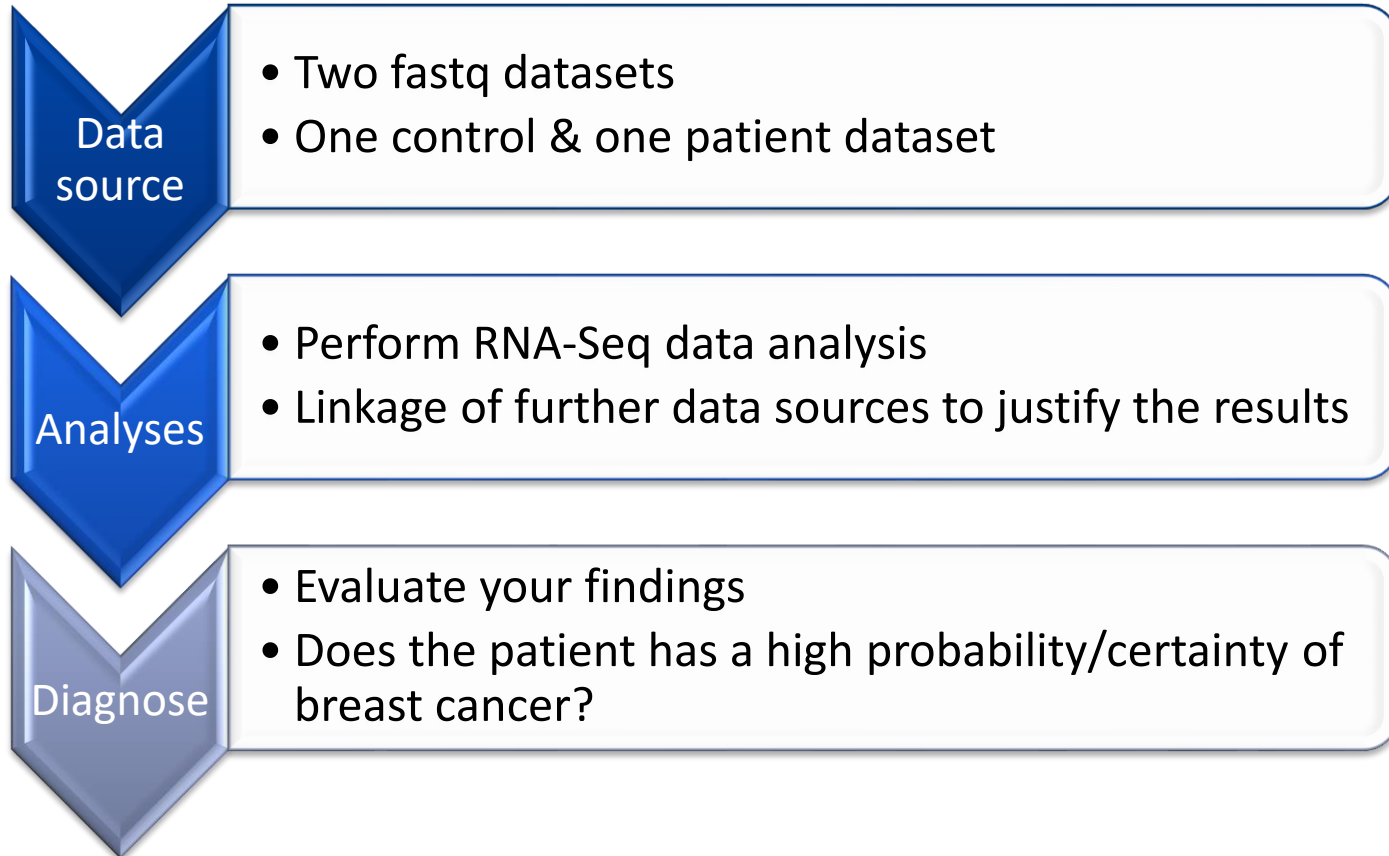 Data
source
• Two fastq datasets
• One control & one patient dataset
Analyses
• Perform RNA-Seq data analysis
• Linkage of further data sources to justify the results
Diagnose
• Evaluate your findings
• Does the patient has a high probability/certainty of
breast cancer?